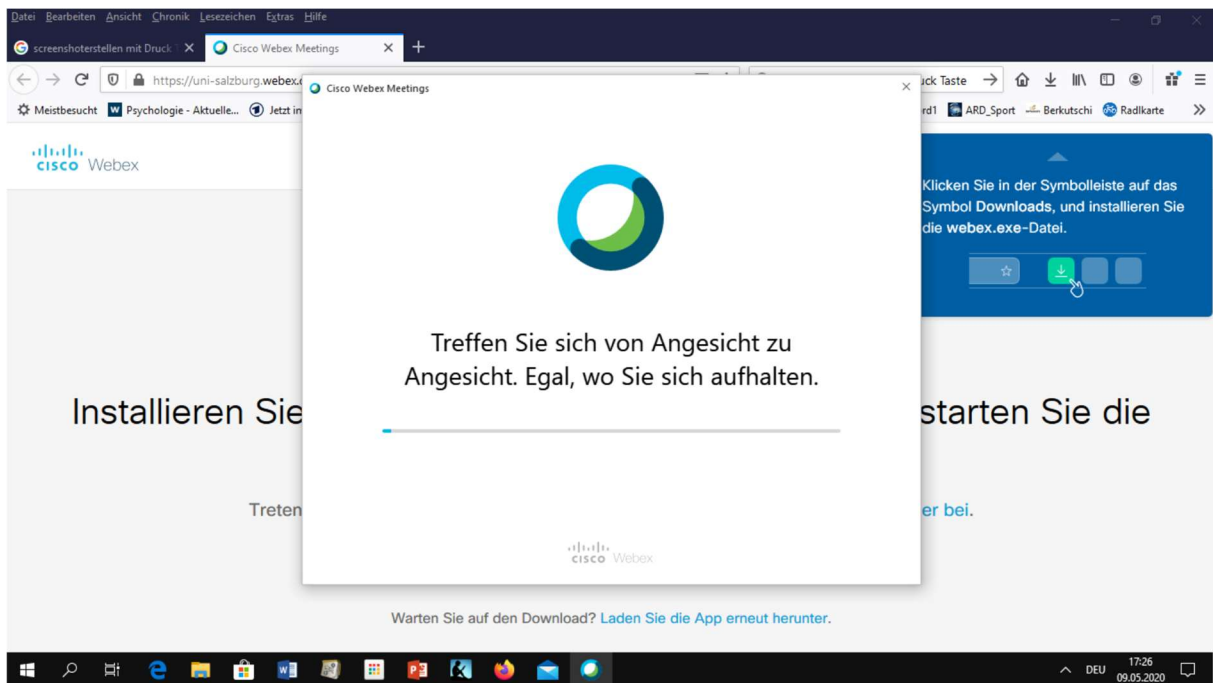 Datei Bearbeiten Ansicht Chronik Lesezeichen Extras Hilfe
screenshoterstellen mit Druck T Cisco Webex Meetings
https://uni-salzburg.webex.c
uck Taste
Meistbesucht Psychologie - Aktuelle... Jetzt in
rd1 ARD_Sport Berkutschi Radlkarte
Cisco Webex Meetings
CISCO Webex
Klicken Sie in der Symbolleiste auf das
Symbol Downloads, und installieren Sie
die webex.exe-Datei.
Treffen Sie sich von Angesicht zu
Angesicht. Egal, wo Sie sich aufhalten.
Installieren Sie
starten Sie die
Treten
er bei.
CISCO Webex
Warten Sie auf den Download? Laden Sie die App erneut herunter.
DEU
17:26
09.05.2020